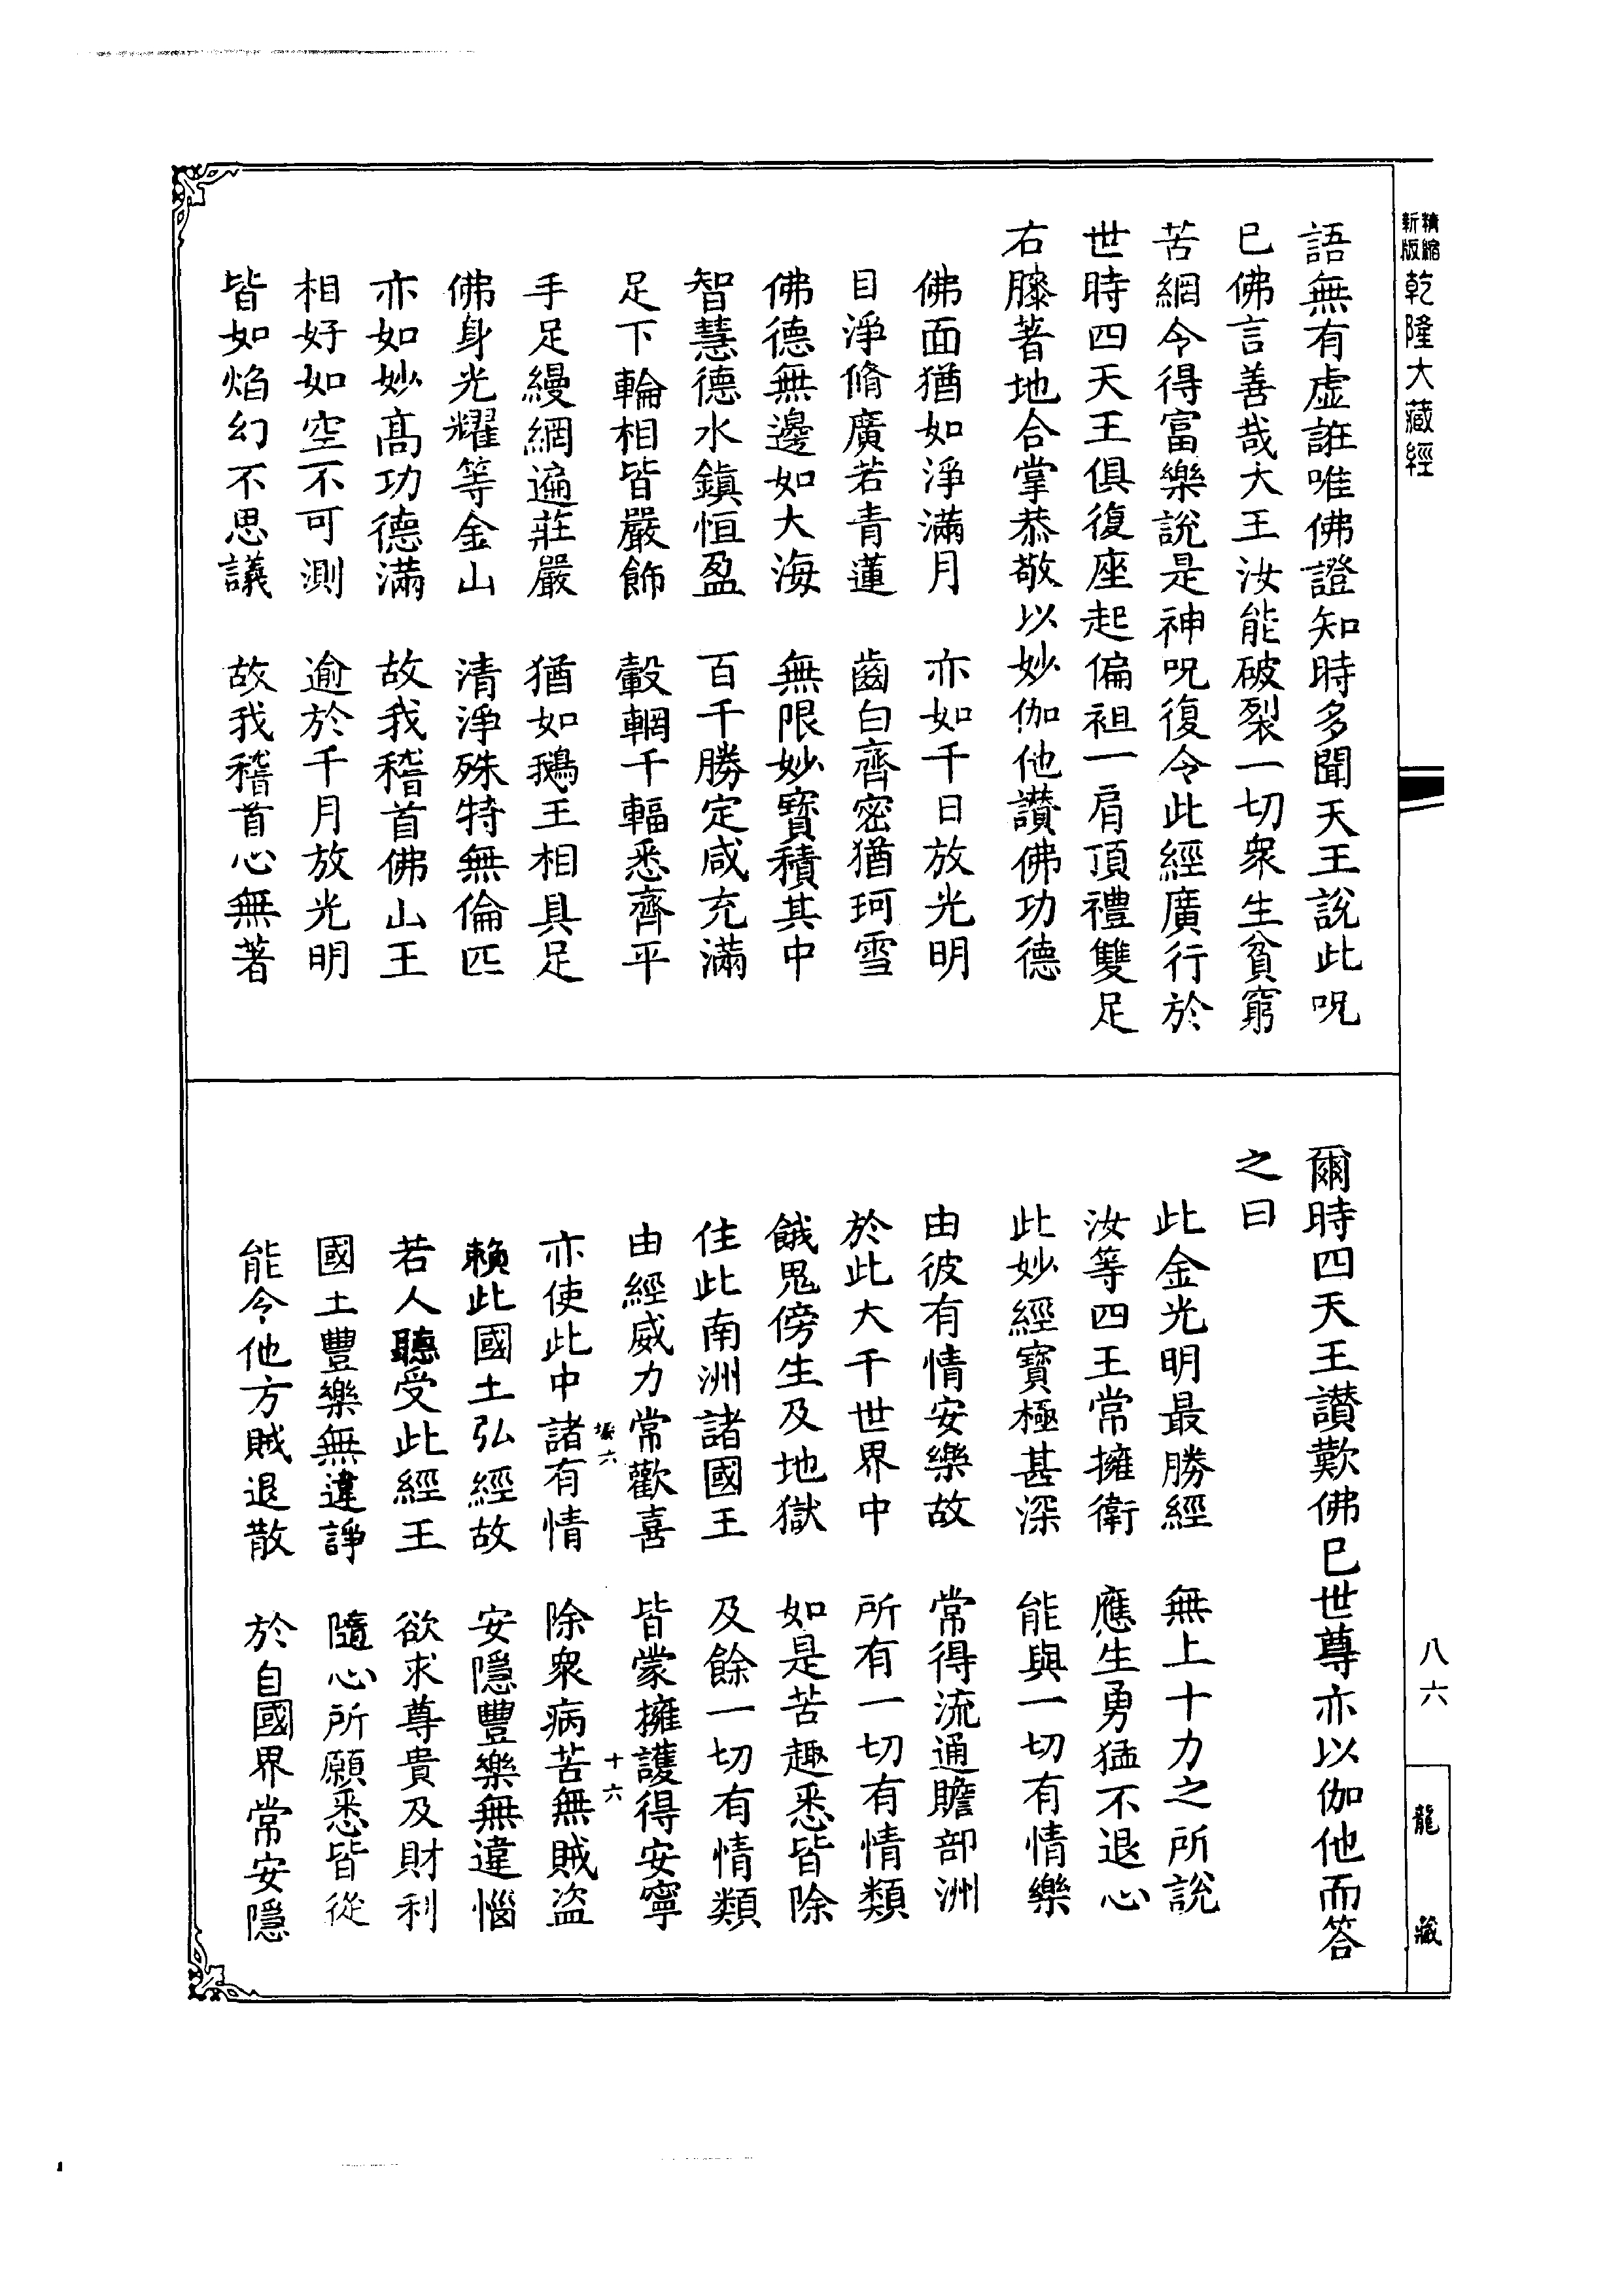 精縮
新版
乾隆大藏經
語無有虛誑唯佛證知時多聞天王說此呪
已佛言善哉大王汝能破裂一切眾生貧窮
苦網令得富樂說是神呪復令此經廣行於
世時四天王俱復座起偏袒一肩頂禮雙足
右膝著地合掌恭敬以妙伽他讚佛功德
佛面猶如淨滿月　亦如千日放光明
目淨脩廣若青蓮　齒白齊密猶珂雪
佛德無邊如大海　無限妙寶積其中
智慧德水鎮恒盈　百千勝定咸充滿
足下輪相皆嚴飾　轂輞千輻悉齊平
手足縵網遍莊嚴　猶如鵝王相具足
佛身光耀等金山　清淨殊特無倫匹
亦如妙高功德滿　故我稽首佛山王
相好如空不可測　逾於千月放光明
皆如焰幻不思議　故我稽首心無著
爾時四天王讚歎佛已世尊亦以伽他而答
之曰
此金光明最勝經　無上十力之所說
汝等四王常擁衛　應生勇猛不退心
此妙經寶極甚深　能與一切有情樂
由彼有情安樂故　常得流通贍部洲
於此大千世界中　所有一切有情類
餓鬼傍生及地獄　如是苦趣悉皆除
住此南洲諸國王　及餘一切有情類
由經威力常歡喜　皆蒙擁護得安寧
六　十六
亦使此中諸有情　除眾病苦無賊盜
賴此國土弘經故　安隱豐樂無違惱
若人聽受此經王　欲求尊貴及財利
國土豐樂無違諍　隨心所願悉皆從
能令他方賊退散　於自國界常安隱
八六
龍藏